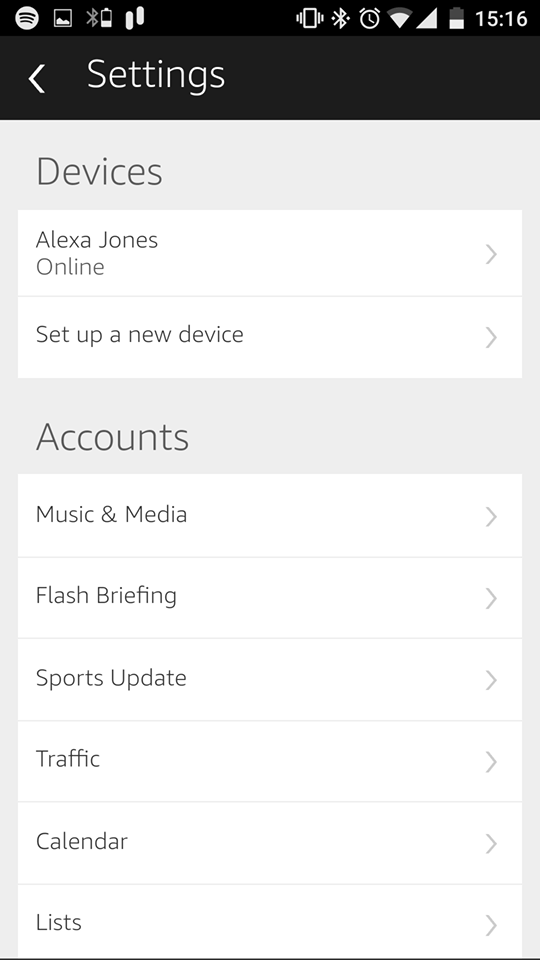 15:16
Settings
Devices
Alexa Jones
Online
Set up a new device
Accounts
Music & Media
Flash Briefing
Sports Update
Traffic
Calendar
Lists